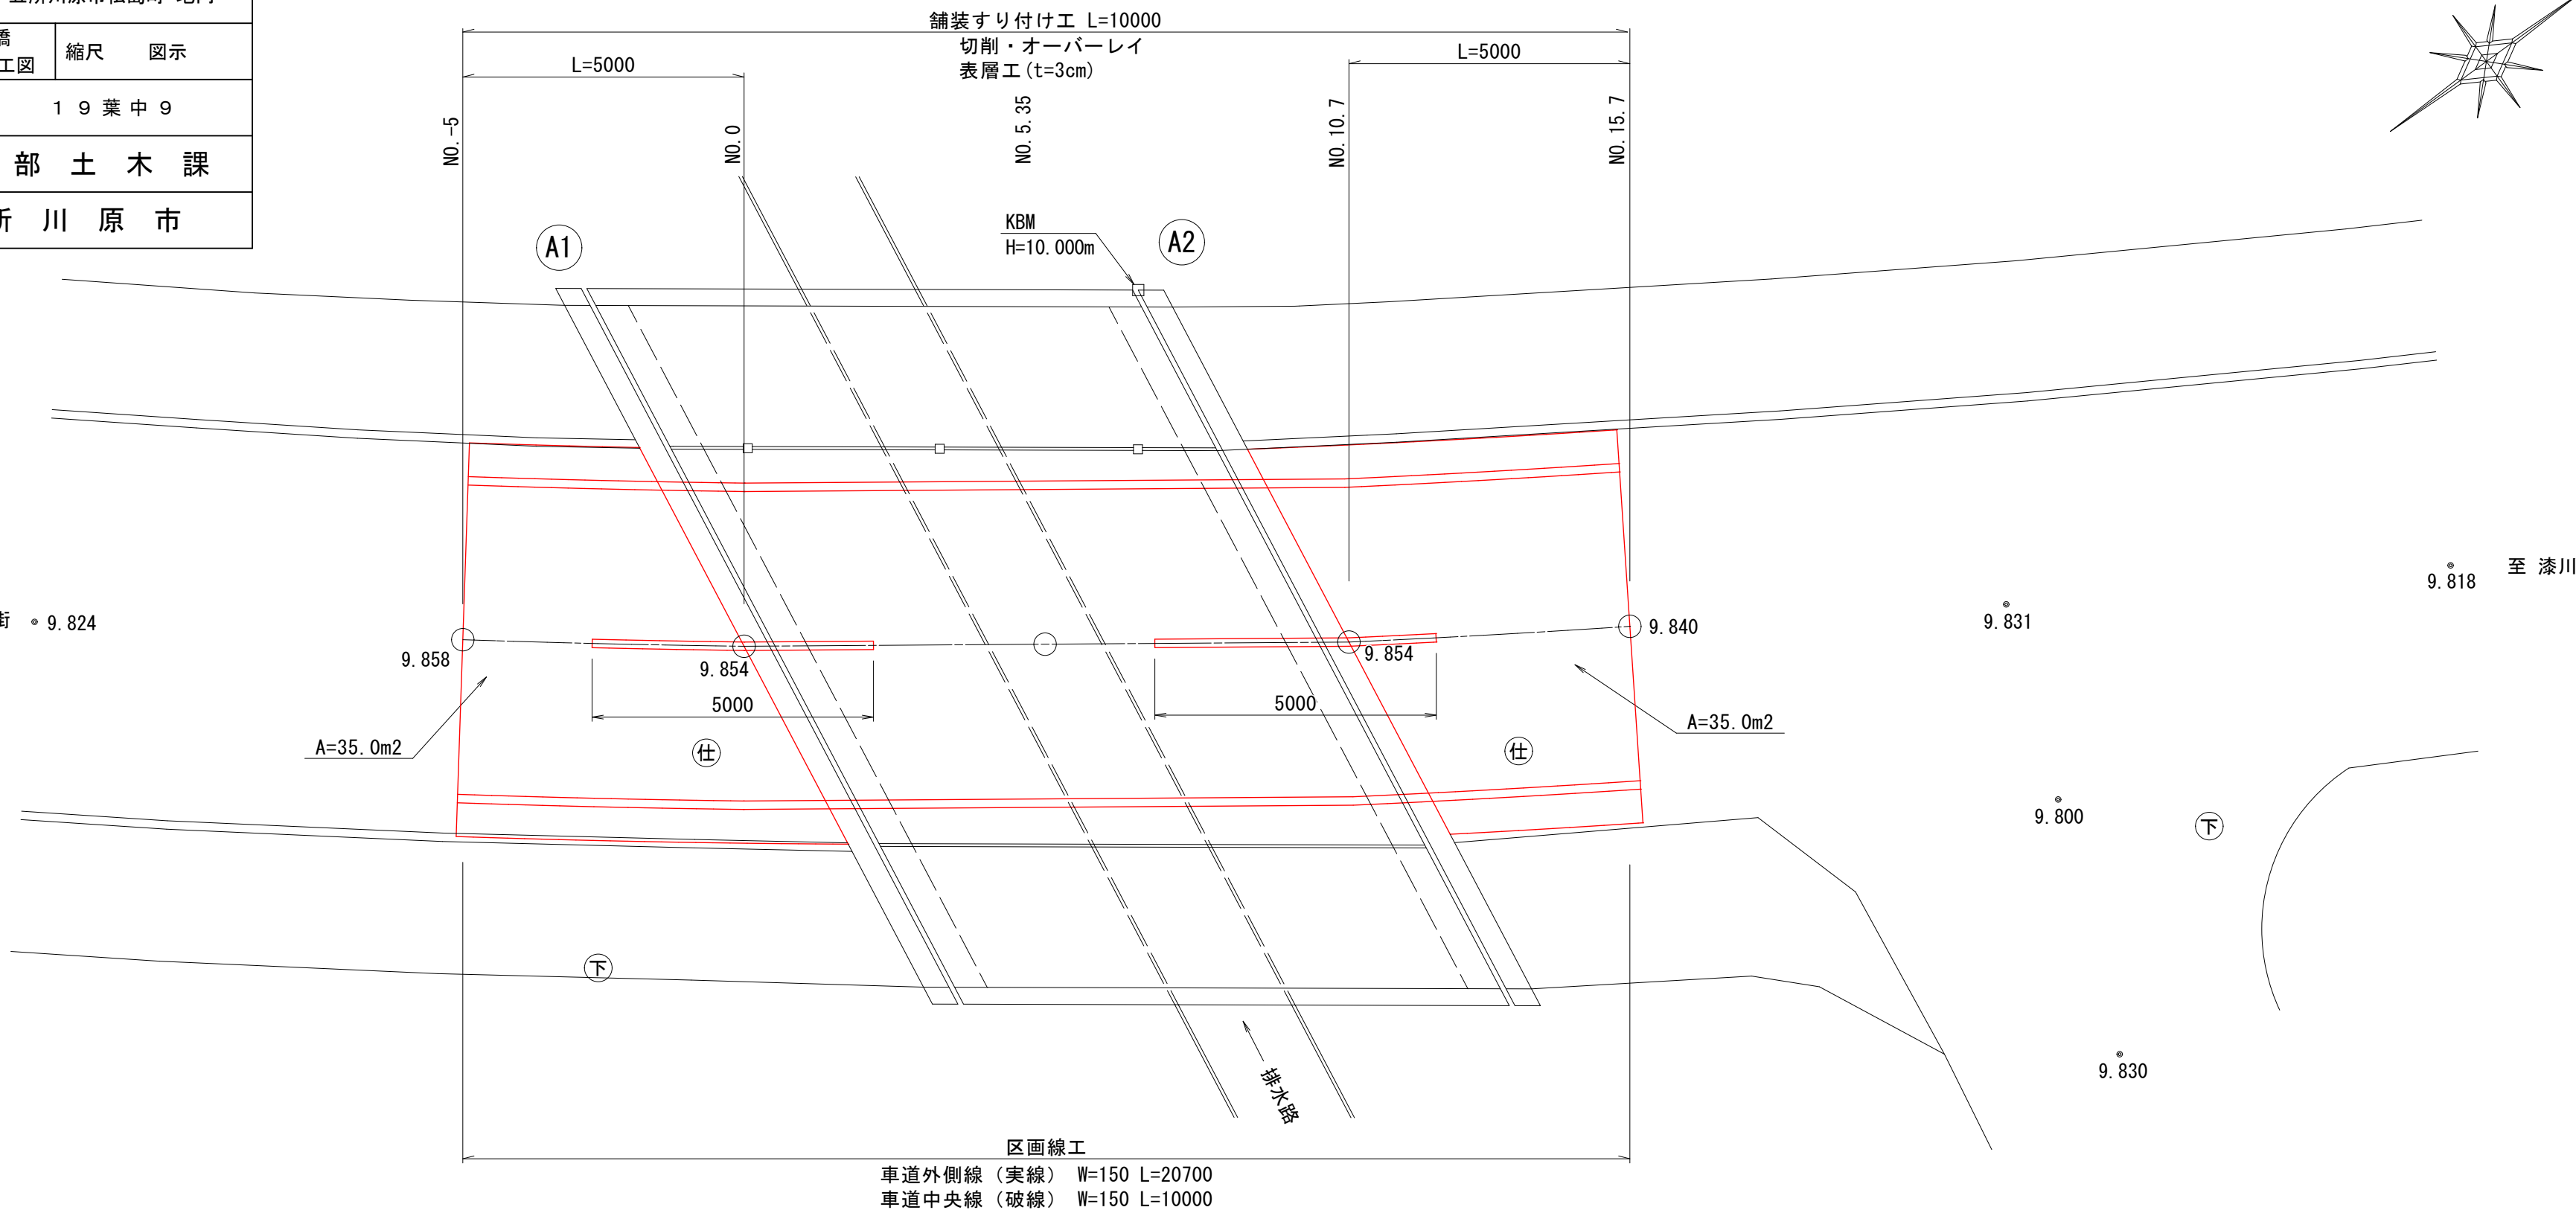 縮尺 図示
工図
19葉中9
部土木課
川原市
舗装すり付け工 L=10000
切削・オーバーレイ
表層工(t=3cm)
L=5000
L=5000
NO.-5
NO.0
NO.5.35
NO.10.7
NO.15.7
A1
KBM
H=10.000m
A2
9.824
9.858
9.854
9.854
9.840
9.831
9.818
至 漆川
5000
5000
A=35.0m2
A=35.0m2
仕
仕
9.800
下
下
9.830
排水路
区画線工
車道外側線（実線） W=150 L=20700
車道中央線（破線） W=150 L=10000